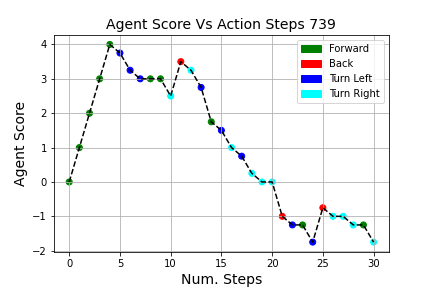 Agent Score Vs Action Steps 739
Forward
Back
Turn Left
Turn Right
Agent Score
4
3
2
1
0
−1
−2
0 5 10 15 20 25 30
Num. Steps